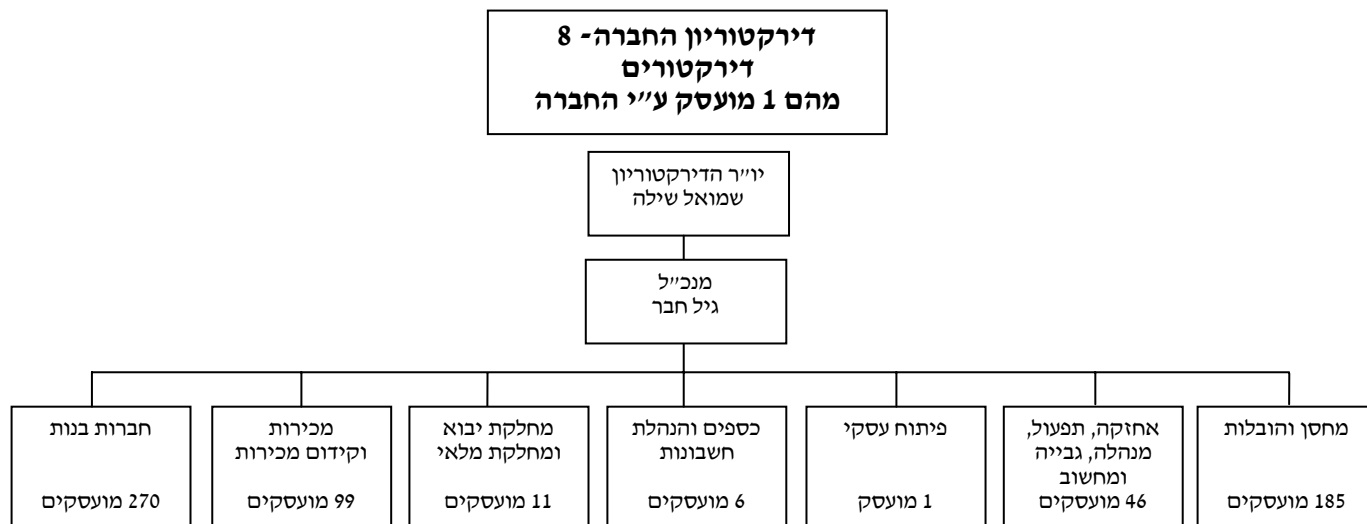 דירקטוריון החברה- 8
דירקטורים
מהם 1 מועסק ע״י החברה
יו״ר הדירקטוריון
שמואל שילה
מנכ״ל
גיל חבר
מחסן והובלות
185 מועסקים
אחזקה, תפעול,
מנהלה, גבייה
ומחשוב
46 מועסקים
פיתוח עסקי
1 מועסק
כספים והנהלת
חשבונות
6 מועסקים
מחלקת יבוא
ומחלקת מלאי
11 מועסקים
מכירות
וקידום מכירות
99 מועסקים
חברות בנות
270 מועסקים